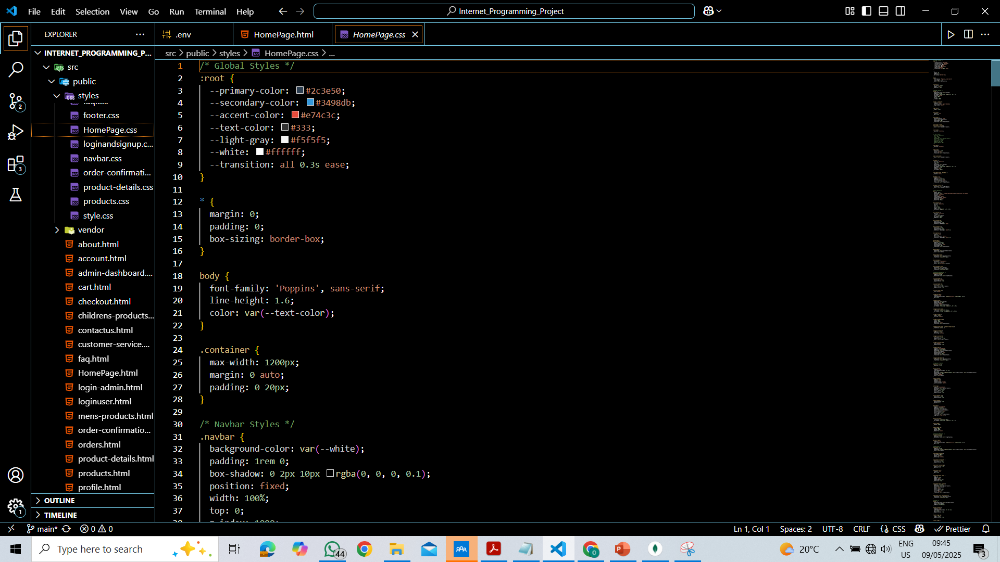 File Edit Selection View Go Run Terminal Help
Internet_Programming_Project
EXPLORER
.env
HomePage.html
HomePage.css
INTERNET_PROGRAMMING_P...
src
public
styles
footer.css
HomePage.css
loginandsignup.c...
navbar.css
order-confirmati...
product-details.css
products.css
style.css
vendor
about.html
account.html
admin-dashboard....
cart.html
checkout.html
childrens-products...
contactus.html
customer-service....
faq.html
HomePage.html
login-admin.html
loginuser.html
mens-products.html
order-confirmatio...
orders.html
product-details.html
products.html
profile.html
OUTLINE
TIMELINE
2
3
1
src > public > styles > HomePage.css > ...
1 /* Global Styles */
2 :root {
3 --primary-color: #2c3e50;
4 --secondary-color: #3498db;
5 --accent-color: #e74c3c;
6 --text-color: #333;
7 --light-gray: #f5f5f5;
8 --white: #ffffff;
9 --transition: all 0.3s ease;
10 }
11
12 * {
13 margin: 0;
14 padding: 0;
15 box-sizing: border-box;
16 }
17
18 body {
19 font-family: 'Poppins', sans-serif;
20 line-height: 1.6;
21 color: var(--text-color);
22 }
23
24 .container {
25 max-width: 1200px;
26 margin: 0 auto;
27 padding: 0 20px;
28 }
29
30 /* Navbar Styles */
31 .navbar {
32 background-color: var(--white);
33 padding: 1rem 0;
34 box-shadow: 0 2px 10px rgba(0, 0, 0, 0.1);
35 position: fixed;
36 width: 100%;
37 top: 0;
main* 0 0
Ln 1, Col 1 Spaces: 2 UTF-8 CRLF {} CSS Prettier
Type here to search
44
20°C
ENG
US
09:45
09/05/2025
3